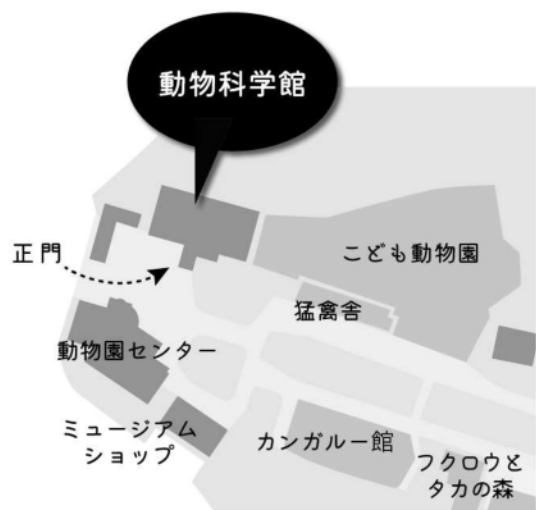 動物科学館
正門
こども動物園
猛禽舎
動物園センター
ミュージアム
ショップ
カンガルー館
フクロウと
タカの森